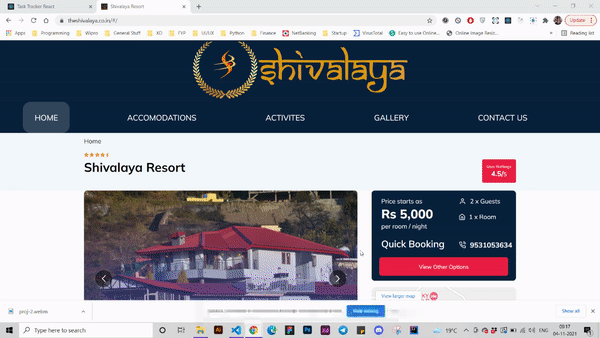 Task Tracker React
Shivalaya Resort
theshivalaya.co.in/#/
Update
Apps
Programming
Wipro
General Stuff
XD
FYP
UI/UX
Python
Finance
NetBanking
Startup
VirusTotal
Easy to use Online...
Online Image Resiz...
Reading list
shivalaya
HOME
ACCOMODATIONS
ACTIVITES
GALLERY
CONTACT US
Home
Shivalaya Resort
4.5/5
Price starts as
Rs 5,000
per room / night
2 x Guests
1 x Room
Quick Booking
9531053634
View Other Options
View larger map
proj-2.webm
Show all
Type here to search
19°C
ENG
09:17
04-11-2021